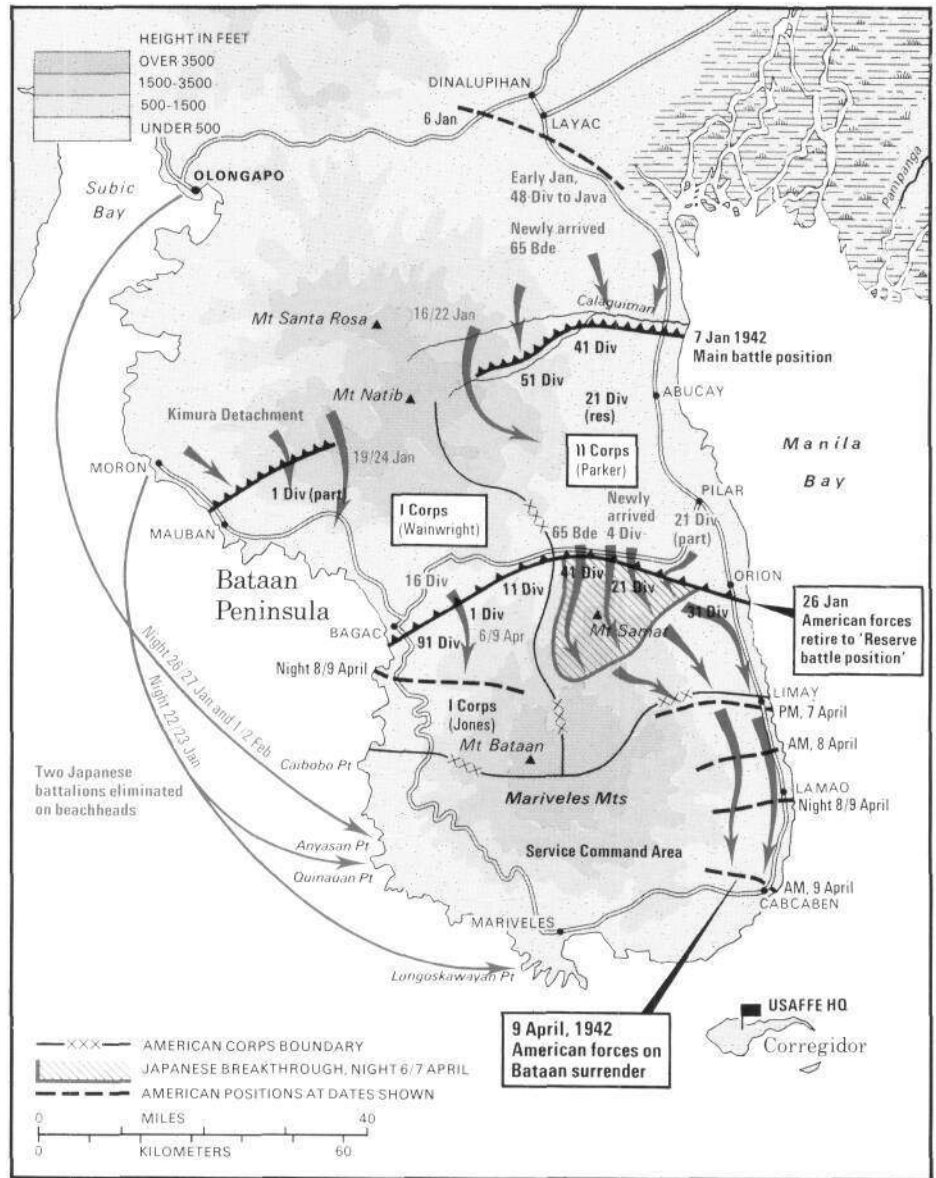 HEIGHT IN FEET
OVER 3500
1500-3500
500-1500
UNDER 500
DINALUPIHAN
6 Jan
LAYAC
OLONGAPO
Subic
Bay
Pampanga
Early Jan,
48 Div to Java
Newly arrived
65 Bde
Calaguiman
16/22 Jan
Mt Santa Rosa
7 Jan 1942
Main battle position
41 Div
51 Div
Mt Natib
21 Div
(res)
ABUCAY
Kimura Detachment
II Corps
(Parker)
Manila
Bay
MORON
19/24 Jan
1 Div (part)
I Corps
(Wainwright)
PILAR
MAUBAN
Newly
arrived
4 Div
21 Div
(part)
65 Bde
Bataan
Peninsula
16 Div
11 Div
41 Div
21 Div
ORION
1 Div
31 Div
26 Jan
American forces
retire to 'Reserve
battle position'
BAGAC
91 Div
6/9 Apr
Mt Samat
Night 8/9 April
LIMAY
PM, 7 April
I Corps
(Jones)
Mt Bataan
AM, 8 April
Night 26/27 Jan and 1/2 Feb
Night 22/23 Jan
Caibobo Pt
Two Japanese
battalions eliminated
on beachheads
Mariveles Mts
LAMAO
Night 8/9 April
Anyasan Pt
Service Command Area
Quinauan Pt
AM, 9 April
CABCABEN
MARIVELES
Longoskawayan Pt
USAFFE HQ
Corregidor
9 April, 1942
American forces on
Bataan surrender
XXX
AMERICAN CORPS BOUNDARY
JAPANESE BREAKTHROUGH, NIGHT 6/7 APRIL
AMERICAN POSITIONS AT DATES SHOWN
0 MILES 40
0 KILOMETERS 60